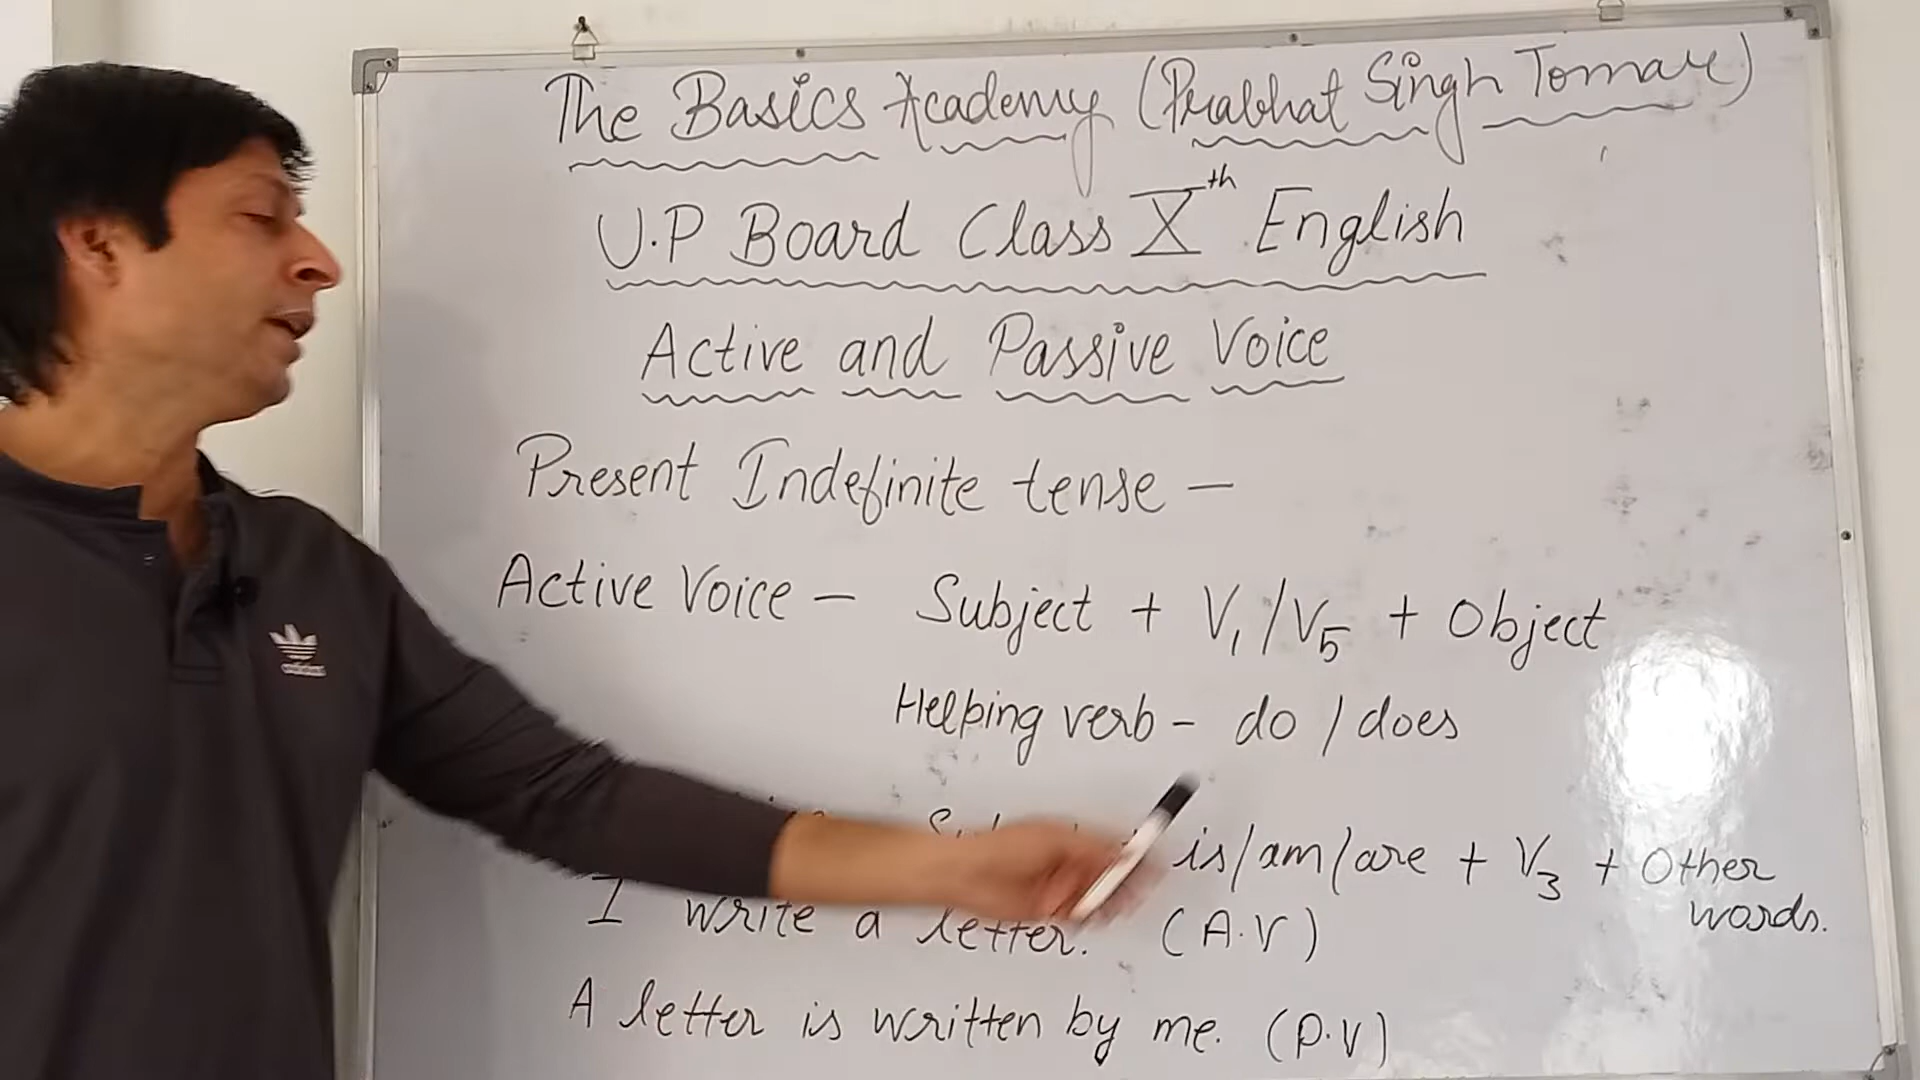 The Basics Academy (Prabhat Singh Tomar)
U.P Board Class Xth English
Active and Passive Voice
Present Indefinite tense –
Active Voice – Subject + V1/V5 + Object
Helping verb – do / does
is/am/are + V3 + Other
words.
I write a letter. (A.V)
A letter is written by me. (P.V)